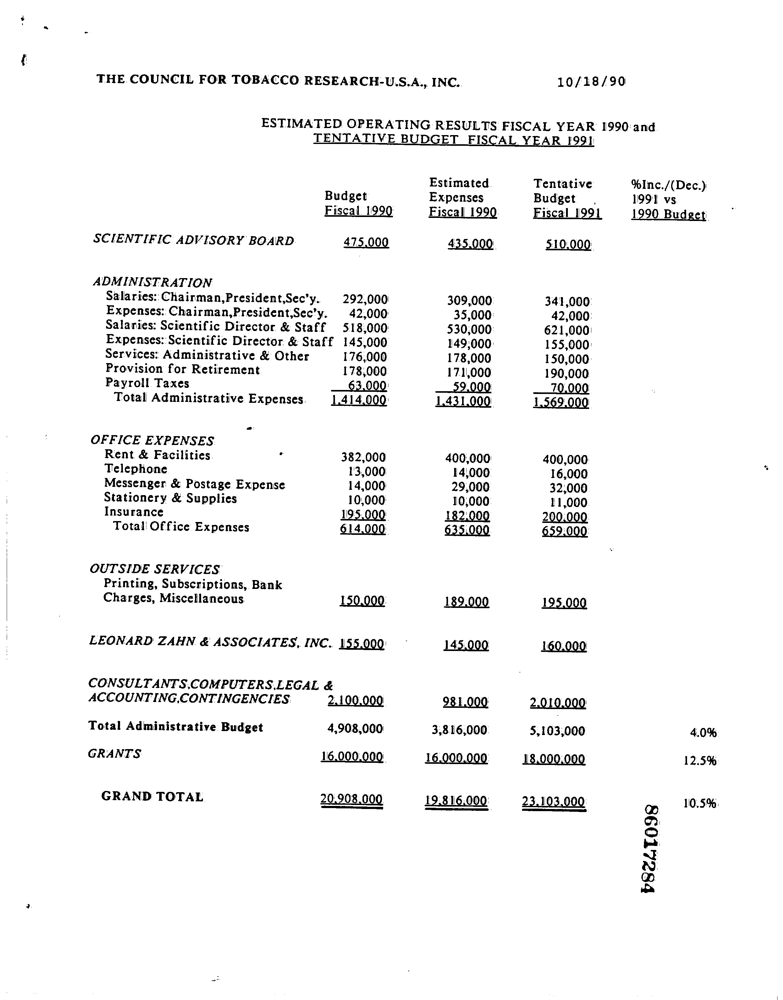 THE COUNCIL FOR TOBACCO RESEARCH-U.S.A., INC. 10/18/90
ESTIMATED OPERATING RESULTS FISCAL YEAR 1990 and
TENTATIVE BUDGET FISCAL YEAR 1991
Budget Fiscal 1990 Estimated Expenses Fiscal 1990 Tentative Budget Fiscal 1991 %Inc./(Dec.) 1991 vs 1990 Budget
SCIENTIFIC ADVISORY BOARD 475,000 435,000 510,000
ADMINISTRATION
Salaries: Chairman,President,Sec'y. 292,000 309,000 341,000
Expenses: Chairman,President,Sec'y. 42,000 35,000 42,000
Salaries: Scientific Director & Staff 518,000 530,000 621,000
Expenses: Scientific Director & Staff 145,000 149,000 155,000
Services: Administrative & Other 176,000 178,000 150,000
Provision for Retirement 178,000 171,000 190,000
Payroll Taxes 63,000 59,000 70,000
Total Administrative Expenses 1,414,000 1,431,000 1,569,000
OFFICE EXPENSES
Rent & Facilities 382,000 400,000 400,000
Telephone 13,000 14,000 16,000
Messenger & Postage Expense 14,000 29,000 32,000
Stationery & Supplies 10,000 10,000 11,000
Insurance 195,000 182,000 200,000
Total Office Expenses 614,000 635,000 659,000
OUTSIDE SERVICES
Printing, Subscriptions, Bank
Charges, Miscellaneous 150,000 189,000 195,000
LEONARD ZAHN & ASSOCIATES, INC. 155,000 145,000 160,000
CONSULTANTS,COMPUTERS,LEGAL &
ACCOUNTING,CONTINGENCIES 2,100,000 981,000 2,010,000
Total Administrative Budget 4,908,000 3,816,000 5,103,000 4.0%
GRANTS 16,000,000 16,000,000 18,000,000 12.5%
GRAND TOTAL 20,908,000 19,816,000 23,103,000 10.5%
86017284